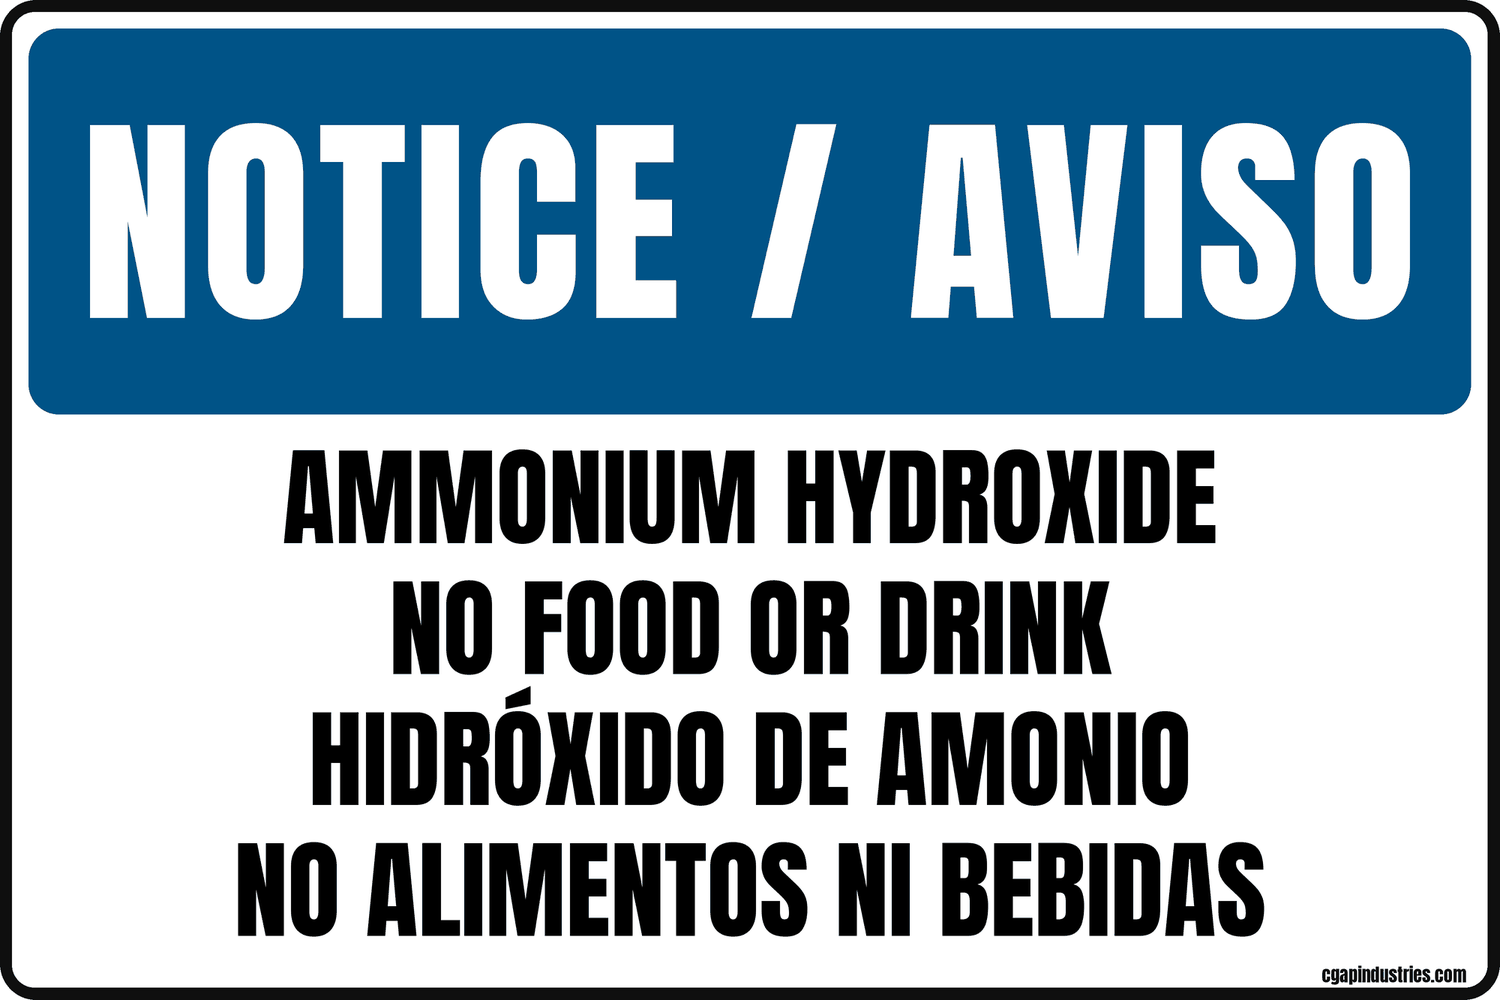 NOTICE / AVISO
AMMONIUM HYDROXIDE
NO FOOD OR DRINK
HIDRÓXIDO DE AMONIO
NO ALIMENTOS NI BEBIDAS
cgapindustries.com